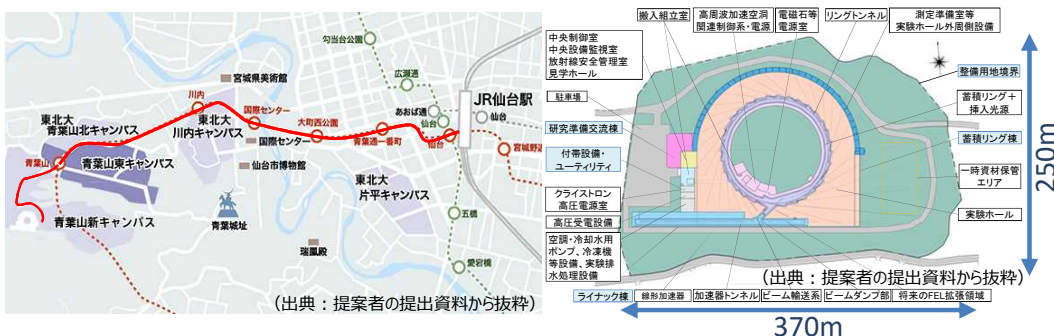 勾当台公園
宮城県美術館
広瀬通
JR仙台駅
川内
東北大
青葉山北キャンパス
東北大
川内キャンパス
国際センター
大町西公園
あおば通
仙台
仙台
青葉通一番町
仙台
宮城野通
国際センター
仙台市博物館
青葉山
青葉山東キャンパス
東北大
片平キャンパス
青葉山新キャンパス
青葉城址
五橋
瑞鳳殿
愛宕橋
(出典：提案者の提出資料から抜粋)
搬入組立室
高周波加速空洞
関連制御系・電源
電磁石等
電源室
リングトンネル
測定準備室等
実験ホール外周側設備
中央制御室
中央設備監視室
放射線安全管理室
見学ホール
整備用地境界
駐車場
蓄積リング＋
挿入光源
研究準備交流棟
蓄積リング棟
付帯設備・
ユーティリティ
一時資材保管
エリア
クライストロン
高圧電源室
実験ホール
高圧受電設備
空調・冷却水用
ポンプ、冷凍機
等設備、実験排
水処理設備
(出典：提案者の提出資料から抜粋)
ライナック棟
線形加速器
加速器トンネル
ビーム輸送系
ビームダンプ部
将来のFEL拡張領域
250m
370m